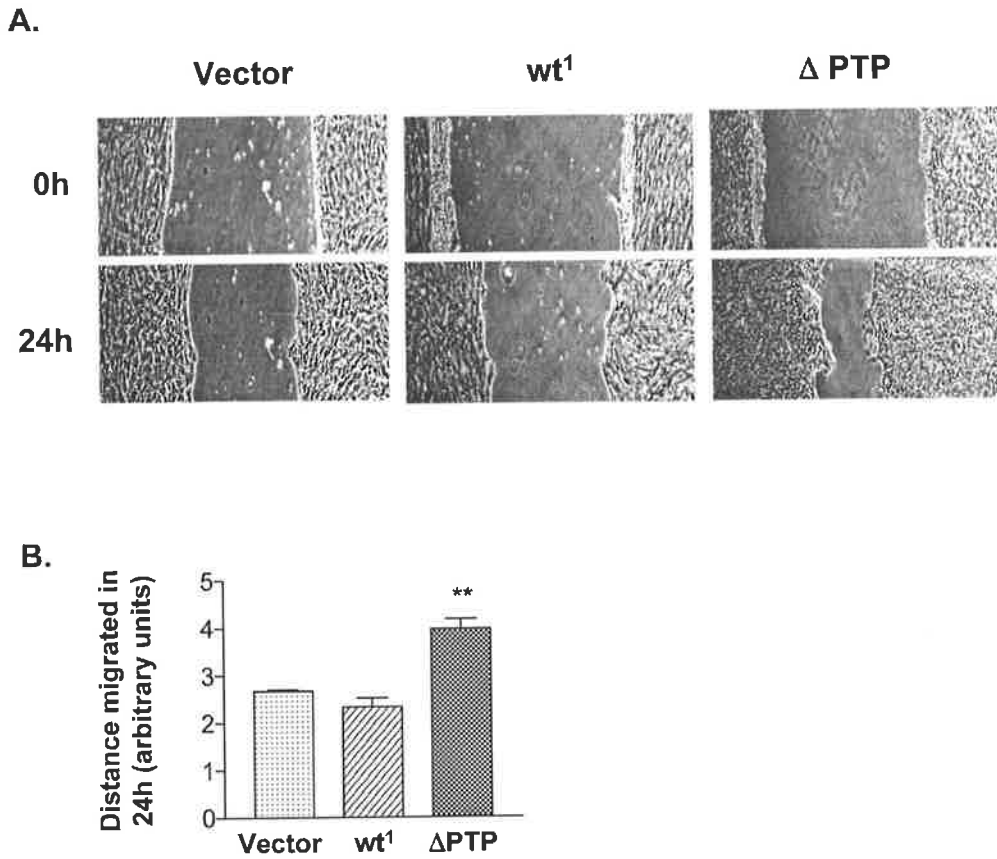 A.
Vector wt¹ Δ PTP
0h
24h
B.
Distance migrated in
24h (arbitrary units)
5
4
3
2
1
0
**
Vector wt¹ ΔPTP